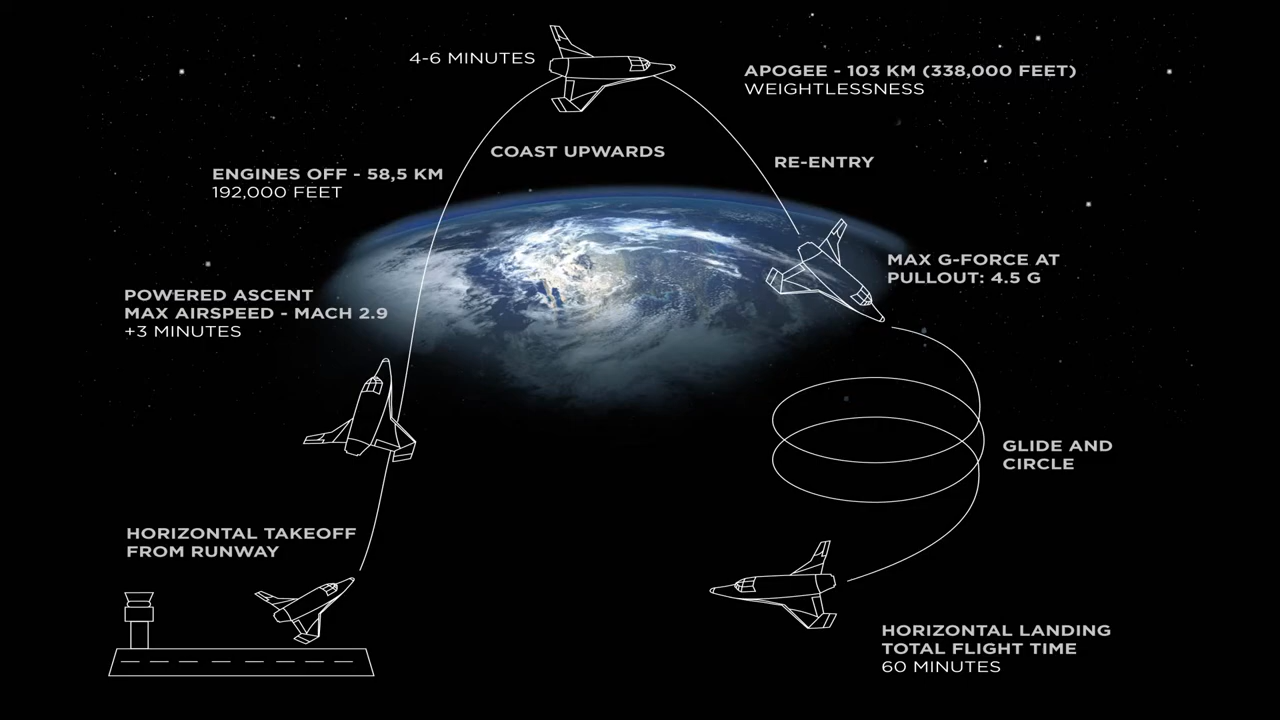 4-6 MINUTES
APOGEE - 103 KM (338,000 FEET)
WEIGHTLESSNESS
COAST UPWARDS
RE-ENTRY
ENGINES OFF - 58,5 KM
192,000 FEET
MAX G-FORCE AT
PULLOUT: 4.5 G
POWERED ASCENT
MAX AIRSPEED - MACH 2.9
+3 MINUTES
GLIDE AND
CIRCLE
HORIZONTAL TAKEOFF
FROM RUNWAY
HORIZONTAL LANDING
TOTAL FLIGHT TIME
60 MINUTES